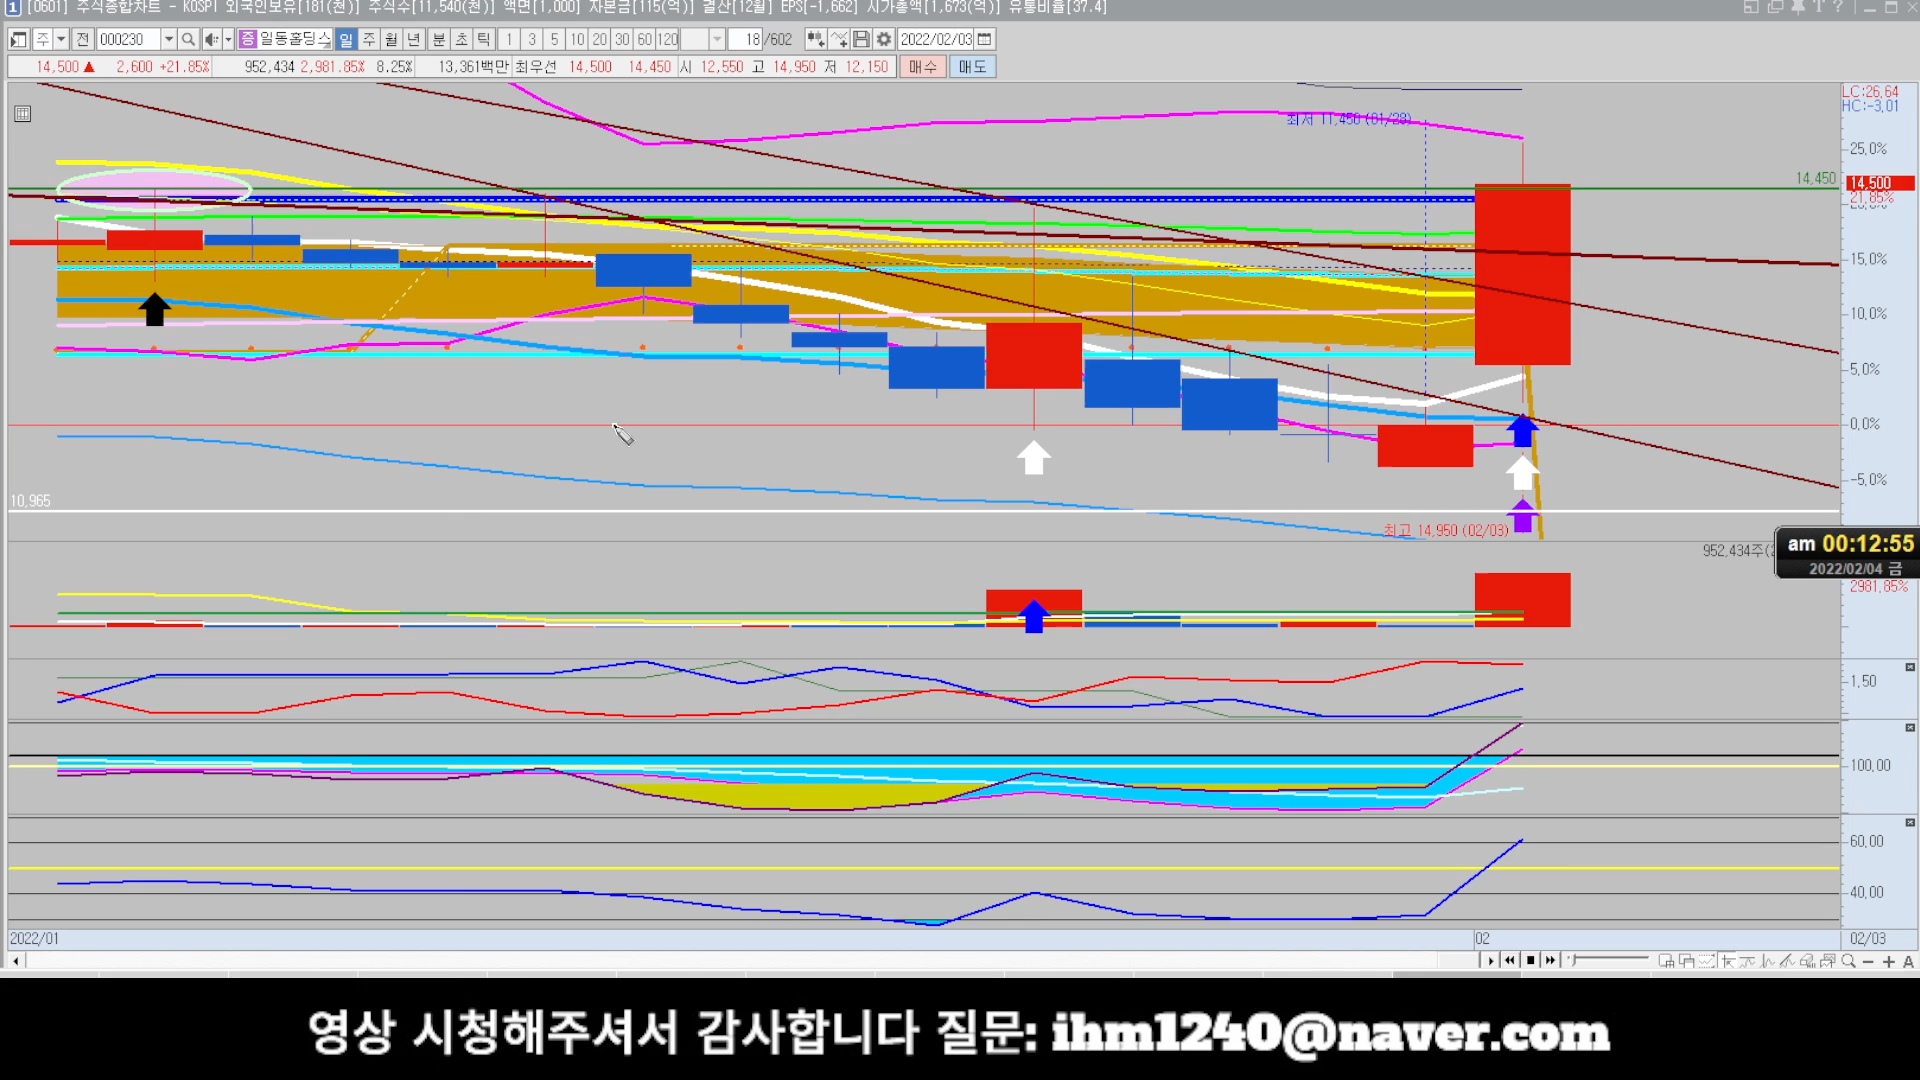 1 [0601] 주식종합차트 - KOSPI 외국인보유[181(천)] 주식수[11,540(천)] 액면[1,000] 자본금[115(억)] 결산[12월] EPS[-1,662] 시가총액[1,673(억)] 유통비율[37.4]
주 전 000230 증 일동홀딩스 일 주 월 년 분 초 틱 1 3 5 10 20 30 60 120 18 /602 2022/02/03
14,500 ▲ 2,600 +21.85% 952,434 2,981.85% 8.25% 13,361백만 최우선 14,500 14,450 시 12,550 고 14,950 저 12,150 매수 매도
LC:26,64
HC:-3,01
최저 11,450 (01/28)
25,0%
14,450 14,500
21,85%
15,0%
10,0%
5,0%
0,0%
-5,0%
10,965
최고 14,950 (02/03)
am 00:12:55
2022/02/04 금
952,434주(2
2981,85%
1,50
100,00
60,00
40,00
2022/01 02 02/03
A
영상 시청해주셔서 감사합니다 질문: ihm1240@naver.com